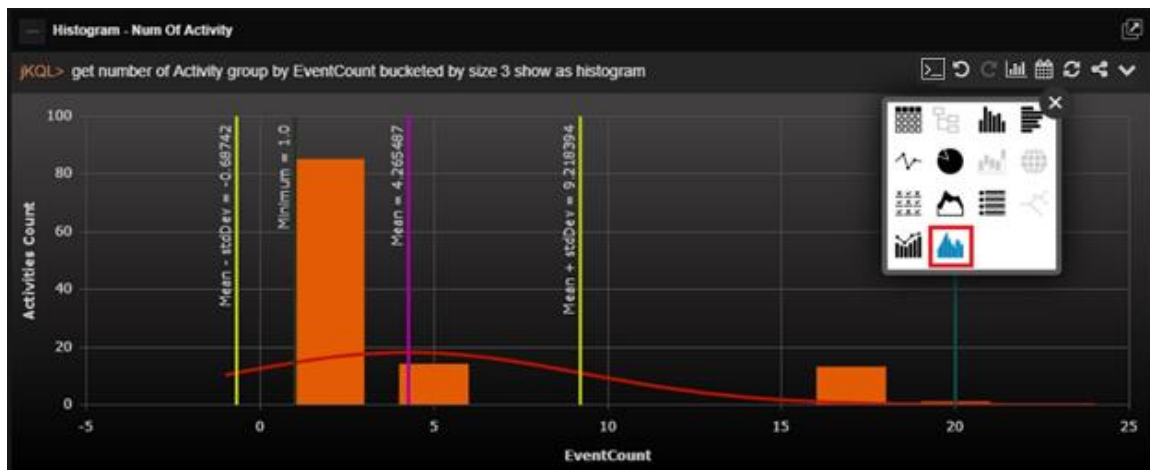 Histogram - Num Of Activity
jKQL> get number of Activity group by EventCount bucketed by size 3 show as histogram
100
80
60
40
20
0
Activities Count
Mean - stdDev = -0.68742
Minimum = 1.0
Mean = 4.265487
Mean + stdDev = 9.218394
-5
0
5
10
15
20
25
EventCount